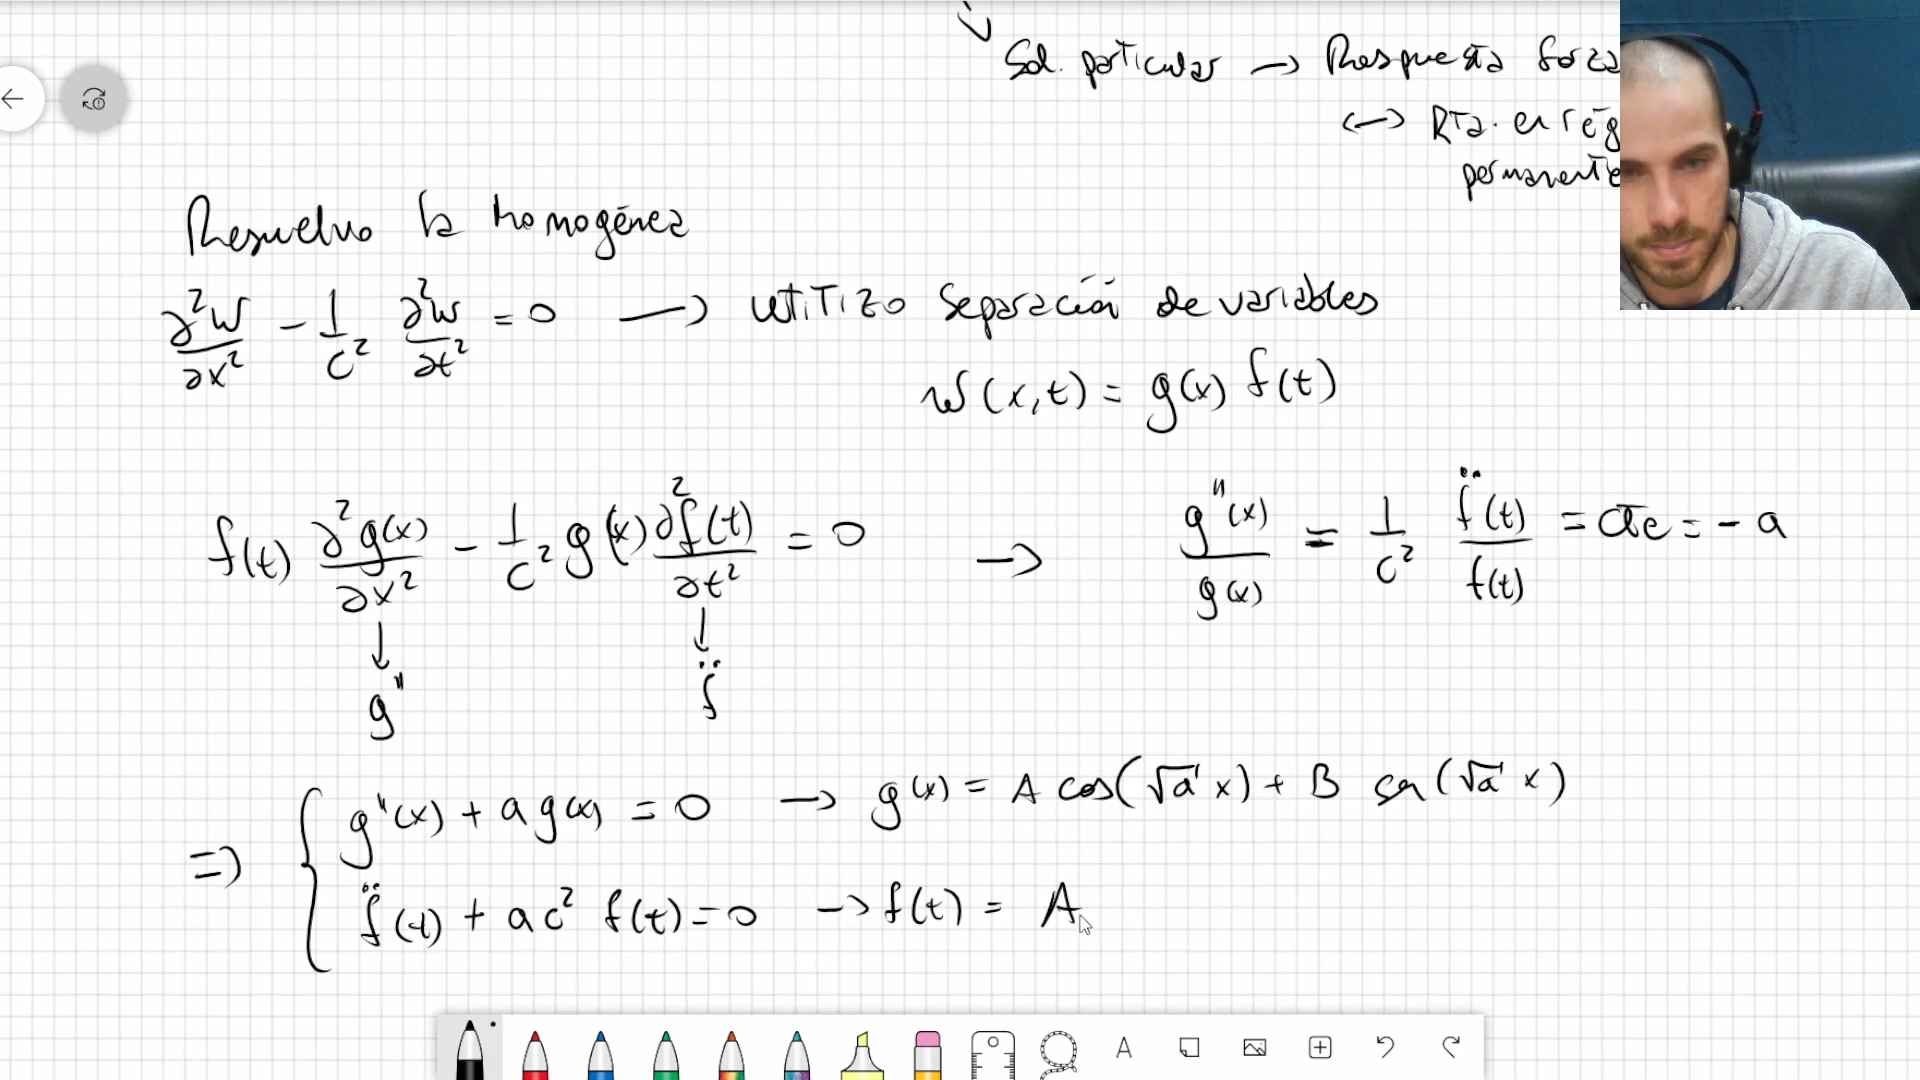 Sol. particular → Respuesta forza
↔ Rta. en rég
permanente
Resuelvo la homogénea
∂²w/∂x² − 1/c² ∂²w/∂t² = 0 → utilizo separación de variables
w(x,t) = g(x) f(t)
f(t) ∂²g(x)/∂x² − 1/c² g(x) ∂²f(t)/∂t² = 0 → g"(x)/g(x) = 1/c² f̈(t)/f(t) = cte = − a
↓ ↓
g" f̈
⇒ { g"(x) + a g(x) = 0 → g(x) = A cos(√a x) + B sen(√a x)
f̈(t) + a c² f(t) = 0 → f(t) = A